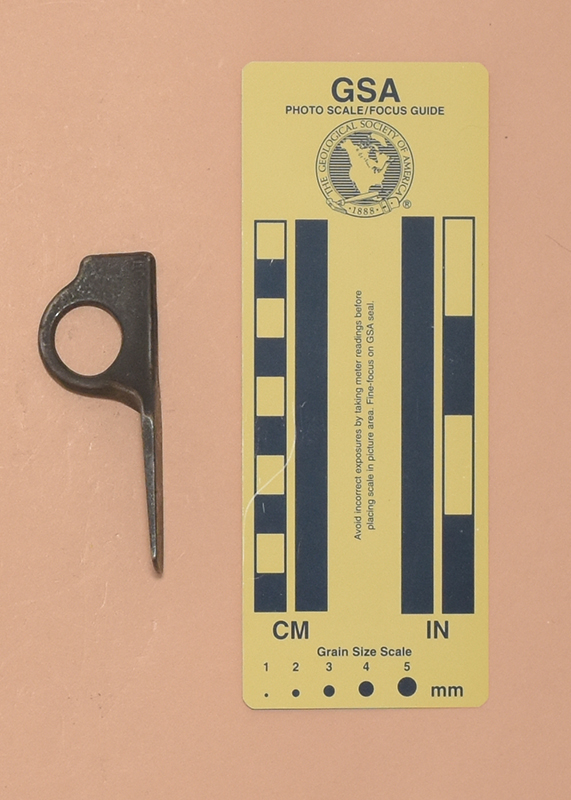 GSA
PHOTO SCALE/FOCUS GUIDE
THE GEOLOGICAL SOCIETY OF AMERICA
·1888·
®
Avoid incorrect exposures by taking meter readings before
placing scale in picture area. Fine-focus on GSA seal.
CM IN
Grain Size Scale
1 2 3 4 5
mm